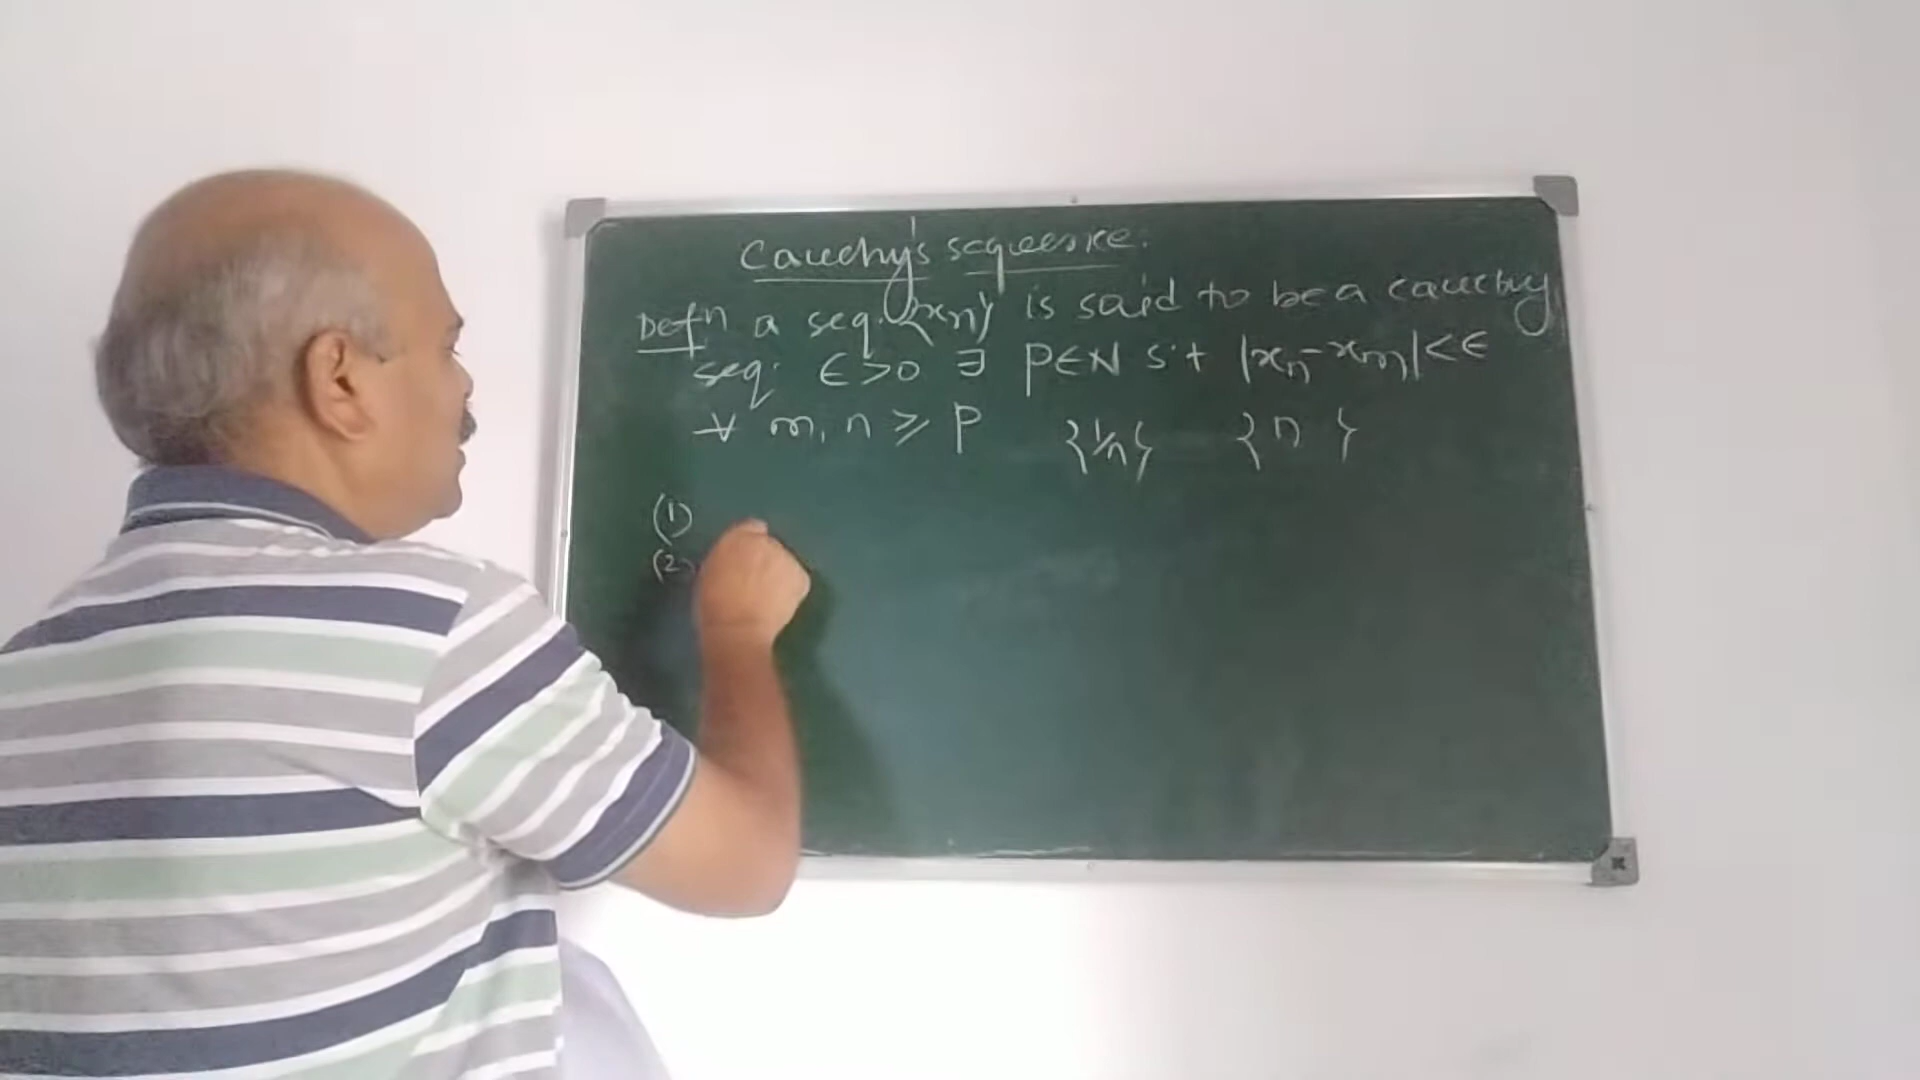 Cauchy's sequence.
Defn a seq. {xn} is said to be a cauchy
seq. ∈>0 ∃ P∈N s.t |xn-xm|<∈
∀ m, n ⩾ P {1/n} {n}
(1)
(2)